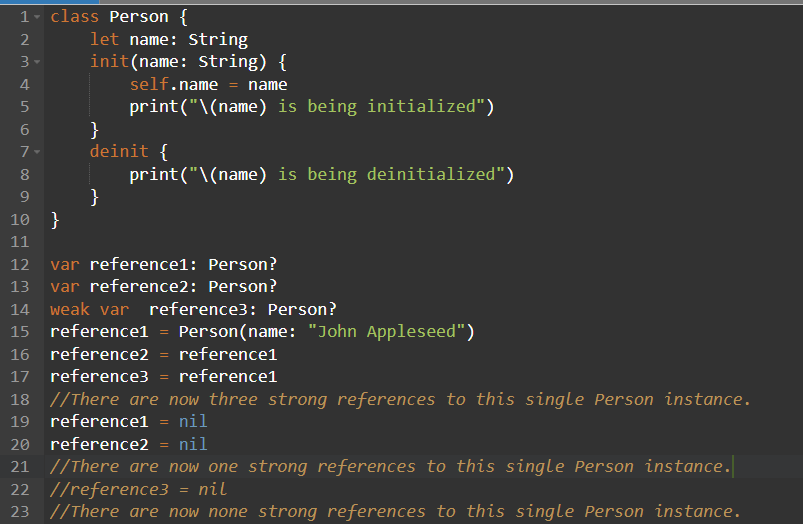 1 class Person {
2     let name: String
3     init(name: String) {
4         self.name = name
5         print("\(name) is being initialized")
6     }
7     deinit {
8         print("\(name) is being deinitialized")
9     }
10 }
11
12 var reference1: Person?
13 var reference2: Person?
14 weak var  reference3: Person?
15 reference1 = Person(name: "John Appleseed")
16 reference2 = reference1
17 reference3 = reference1
18 //There are now three strong references to this single Person instance.
19 reference1 = nil
20 reference2 = nil
21 //There are now one strong references to this single Person instance.
22 //reference3 = nil
23 //There are now none strong references to this single Person instance.